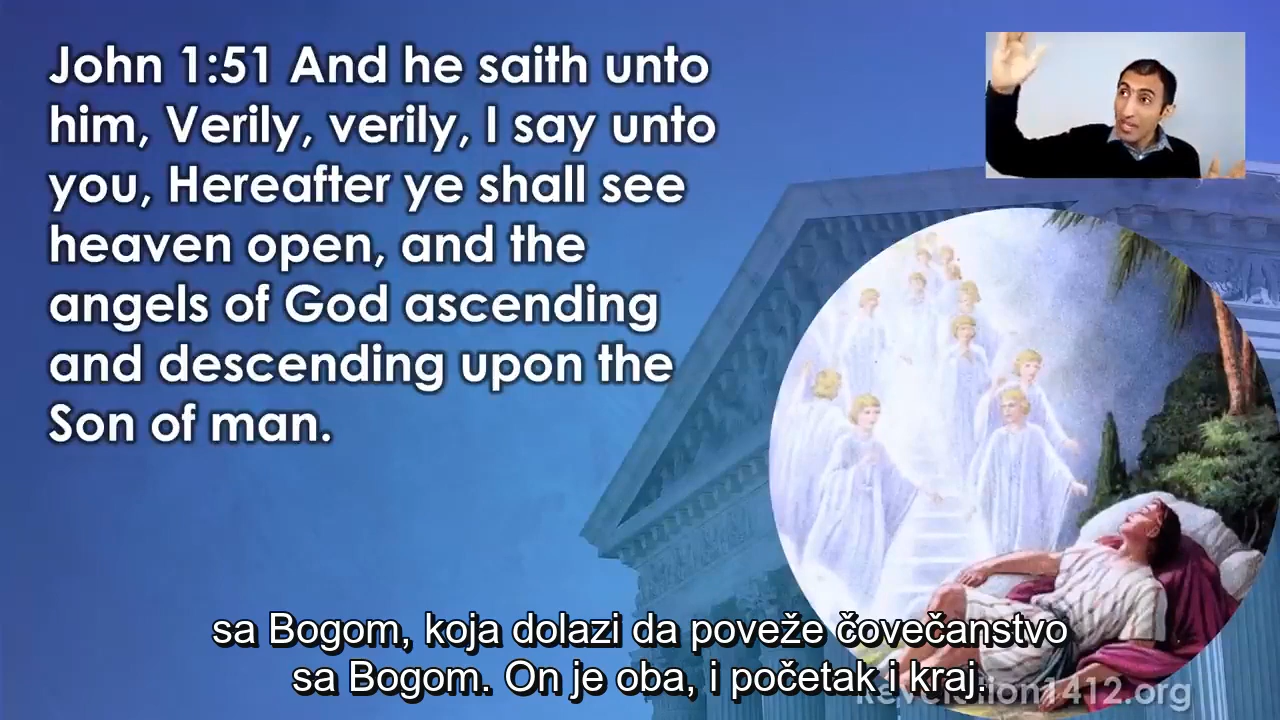 John 1:51 And he saith unto
him, Verily, verily, I say unto
you, Hereafter ye shall see
heaven open, and the
angels of God ascending
and descending upon the
Son of man.
sa Bogom, koja dolazi da poveže čovečanstvo
sa Bogom. On je oba, i početak i kraj.
Revelation1412.org